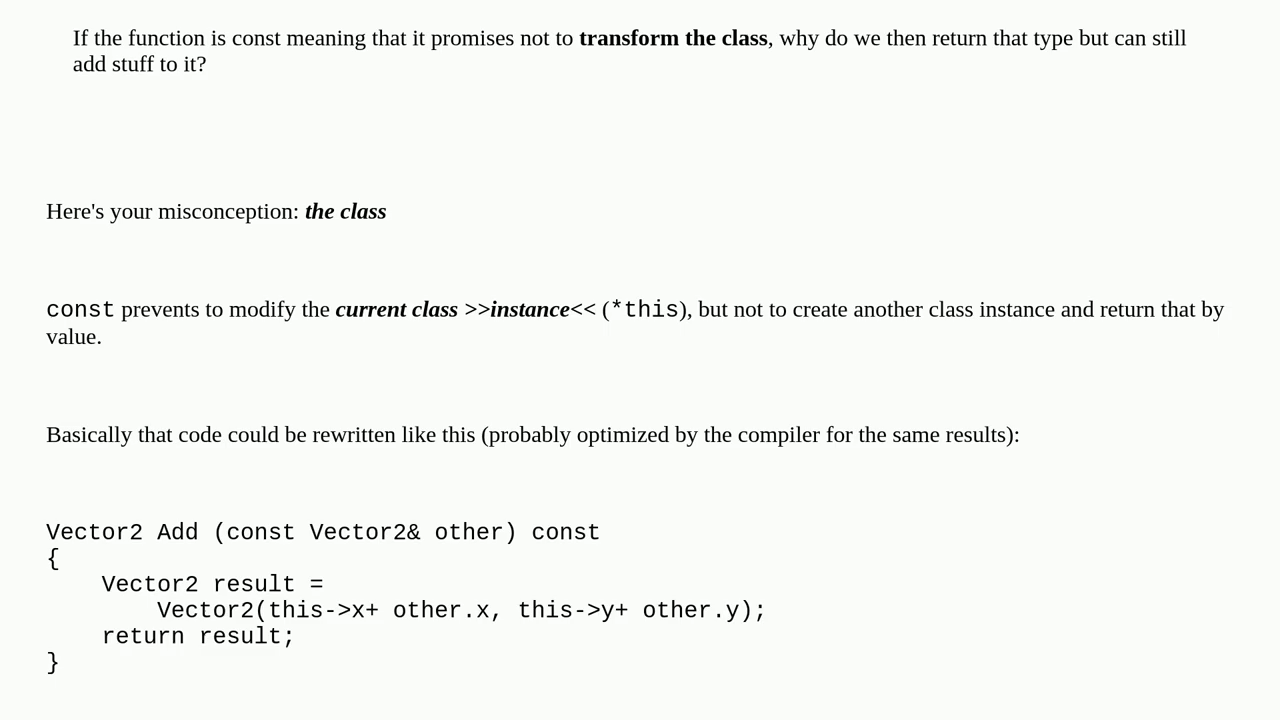 If the function is const meaning that it promises not to transform the class, why do we then return that type but can still
add stuff to it?
Here's your misconception: the class
const prevents to modify the current class >>instance<< (*this), but not to create another class instance and return that by
value.
Basically that code could be rewritten like this (probably optimized by the compiler for the same results):
Vector2 Add (const Vector2& other) const
{
    Vector2 result =
        Vector2(this->x+ other.x, this->y+ other.y);
    return result;
}